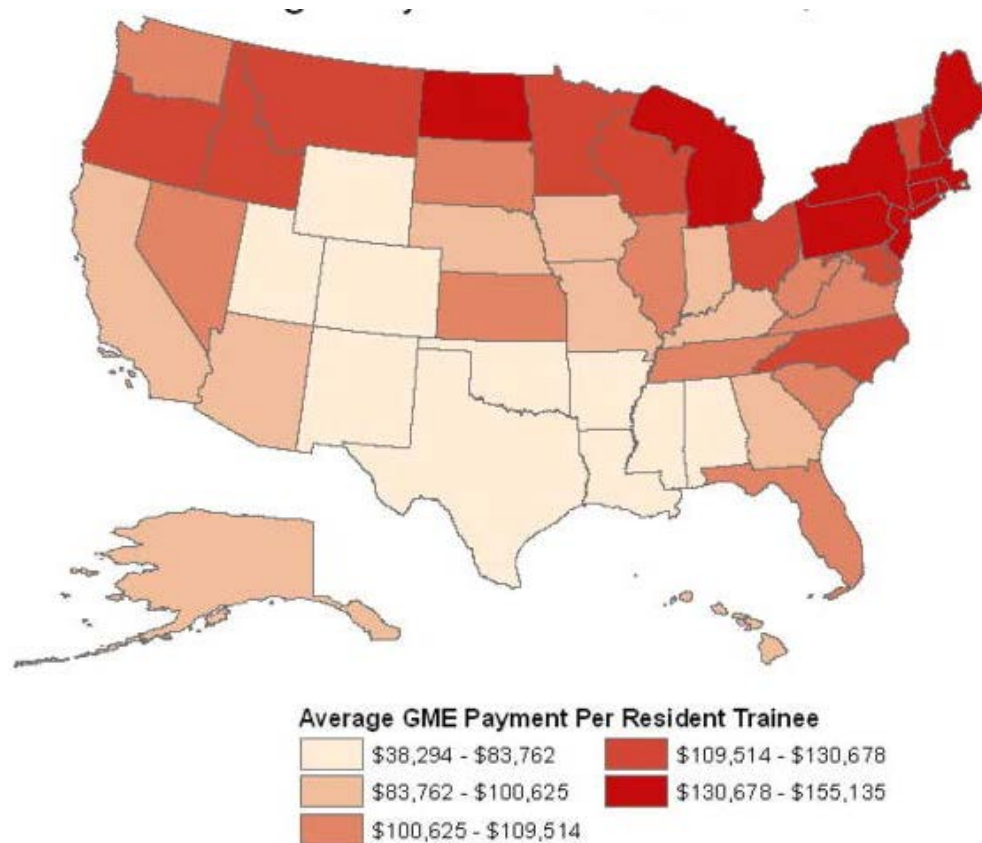 Average GME Payment Per Resident Trainee
$38,294 - $83,762
$109,514 - $130,678
$83,762 - $100,625
$130,678 - $155,135
$100,625 - $109,514